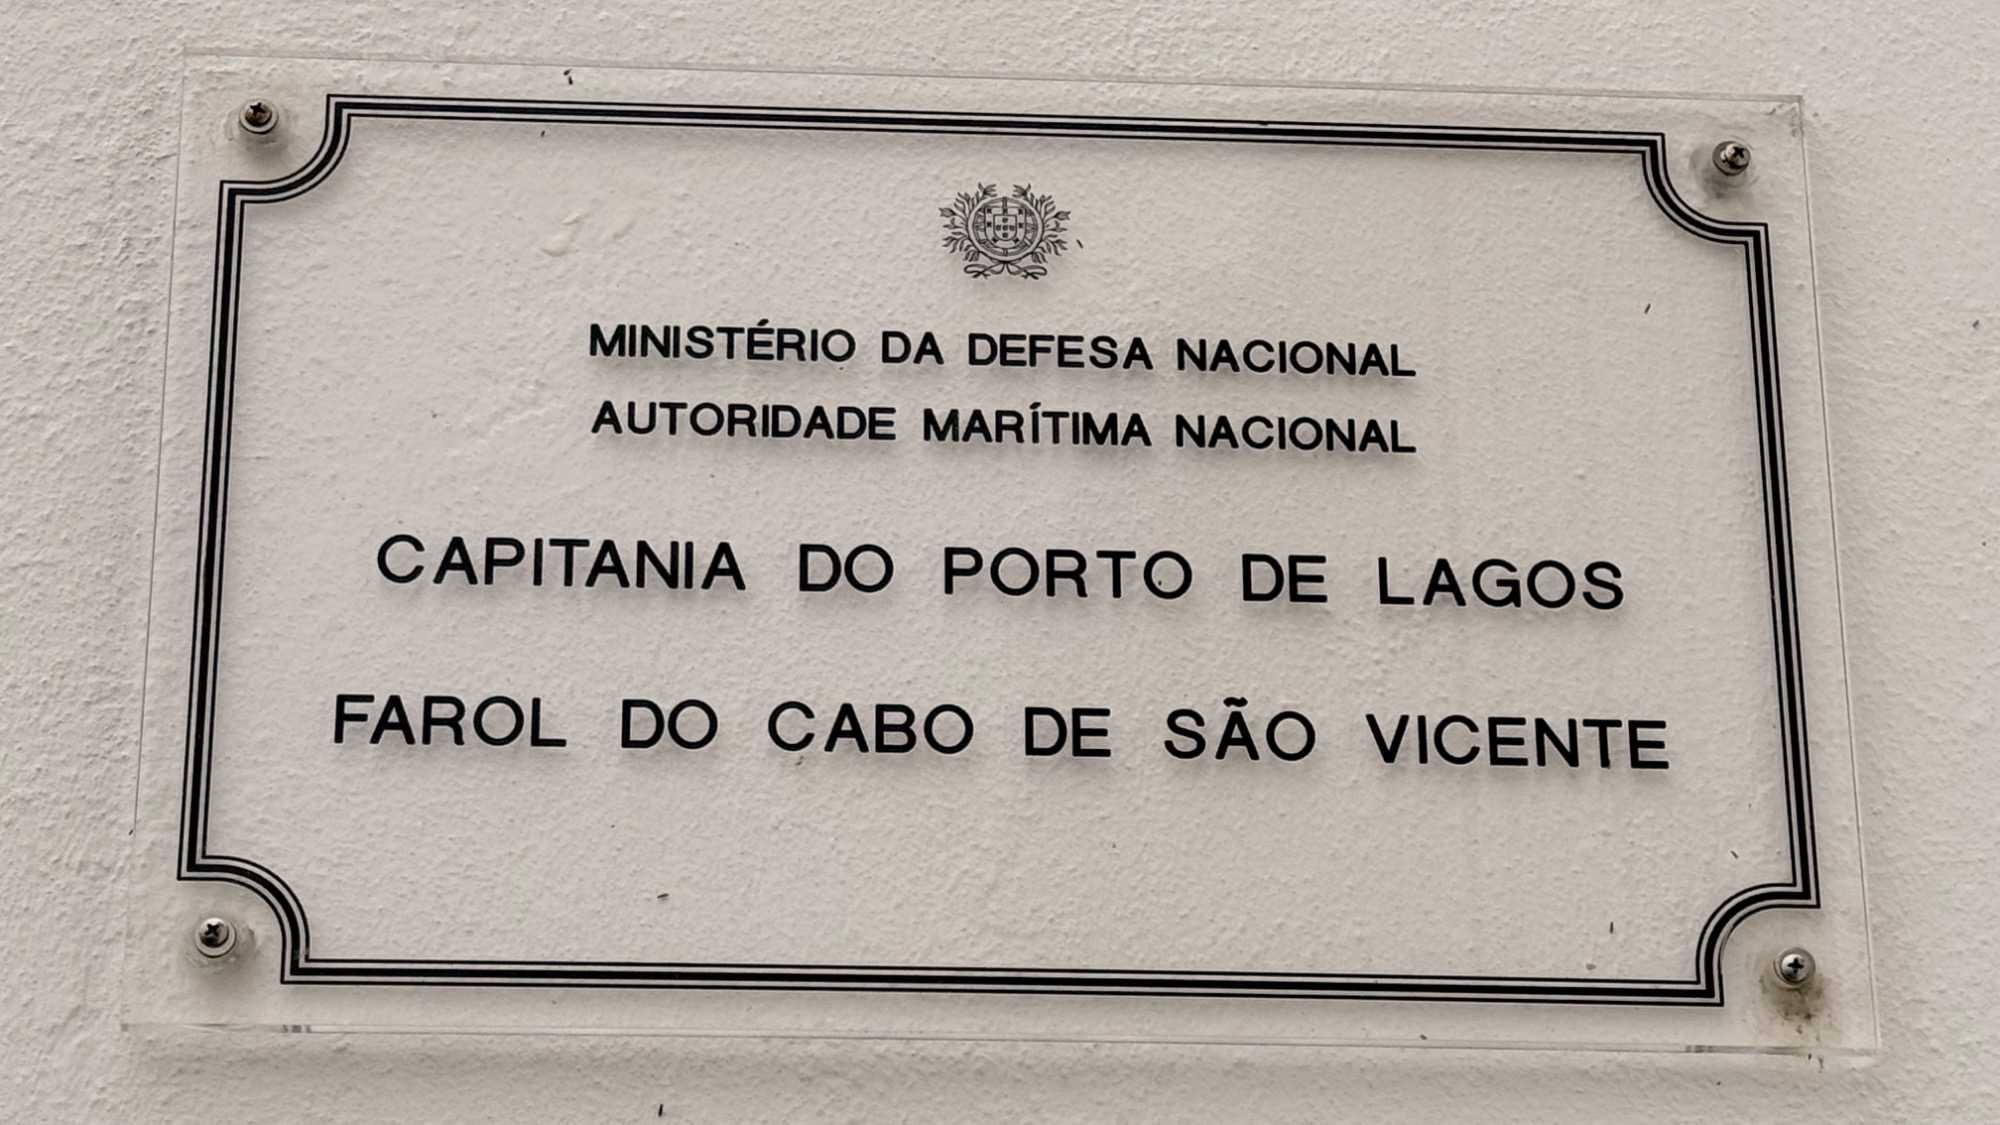 MINISTÉRIO DA DEFESA NACIONAL
AUTORIDADE MARÍTIMA NACIONAL
CAPITANIA DO PORTO DE LAGOS
FAROL DO CABO DE SÃO VICENTE